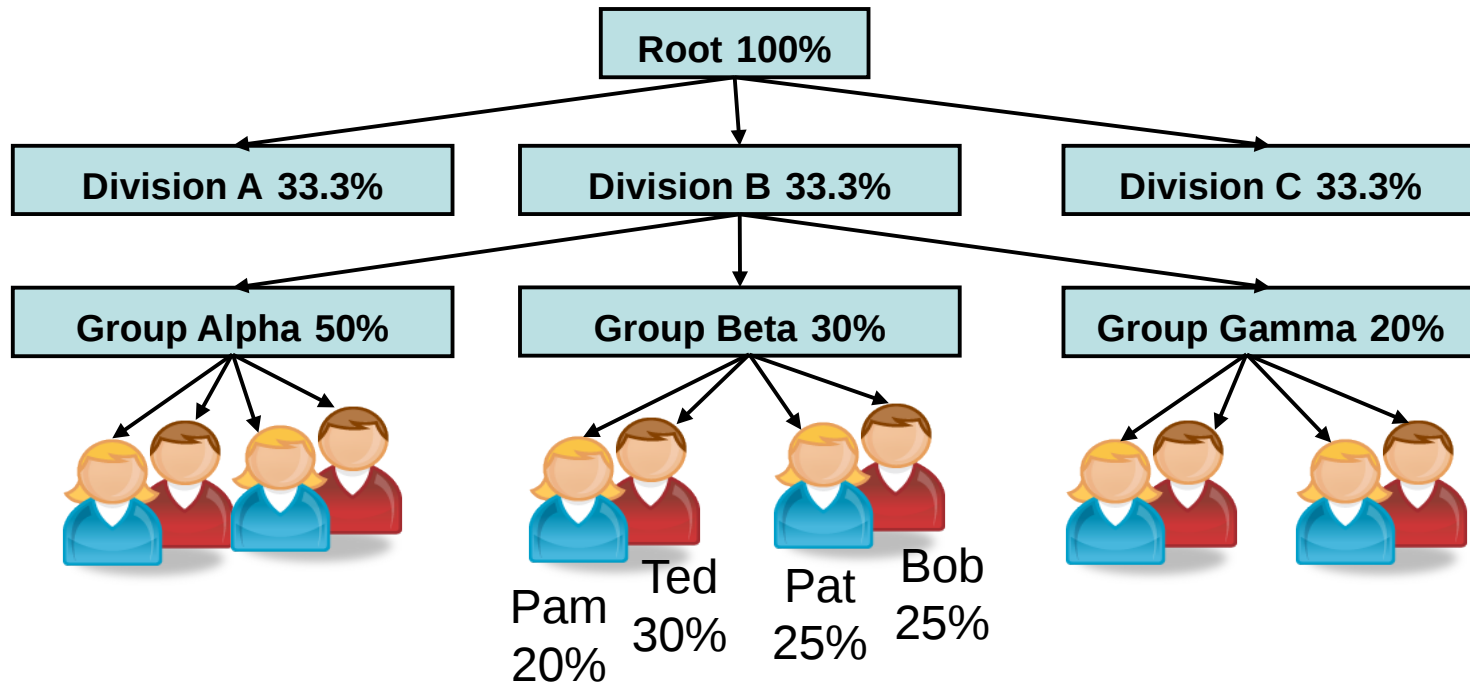 Root 100%
Division A 33.3%
Division B 33.3%
Division C 33.3%
Group Alpha 50%
Group Beta 30%
Group Gamma 20%
Pam
20%
Ted
30%
Pat
25%
Bob
25%